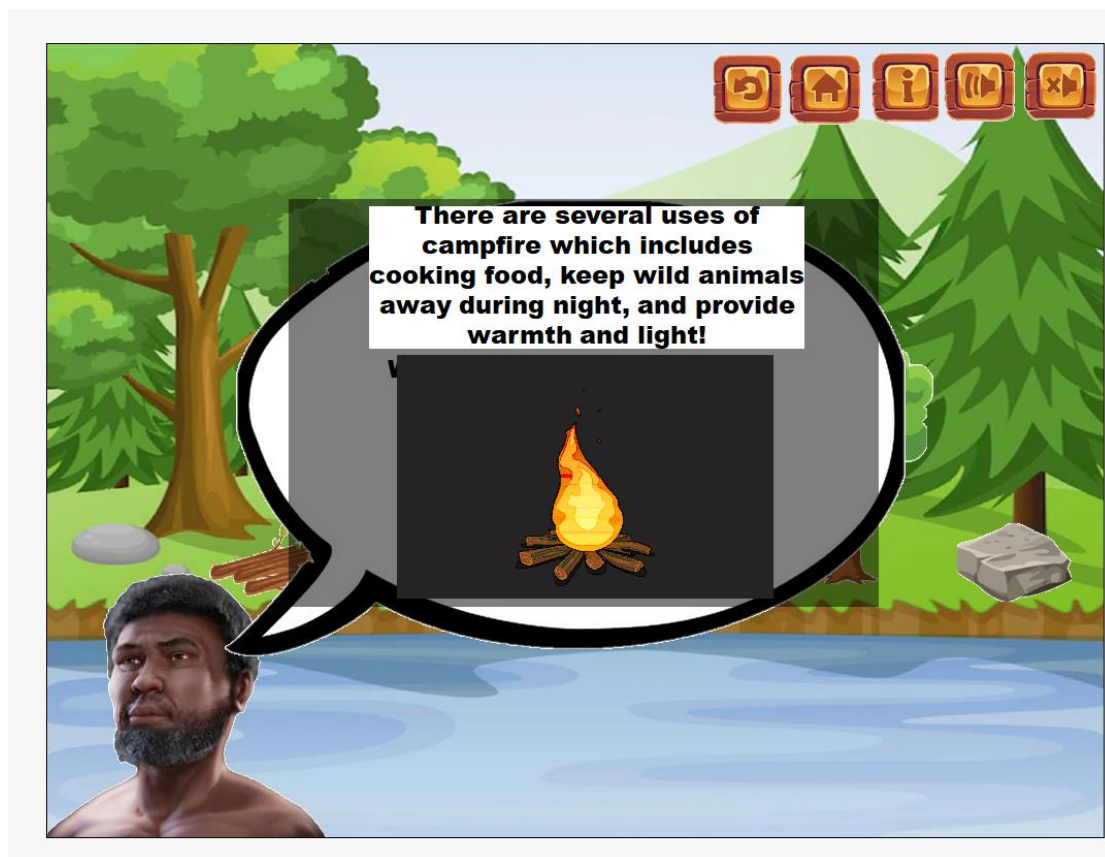 There are several uses of
campfire which includes
cooking food, keep wild animals
away during night, and provide
warmth and light!